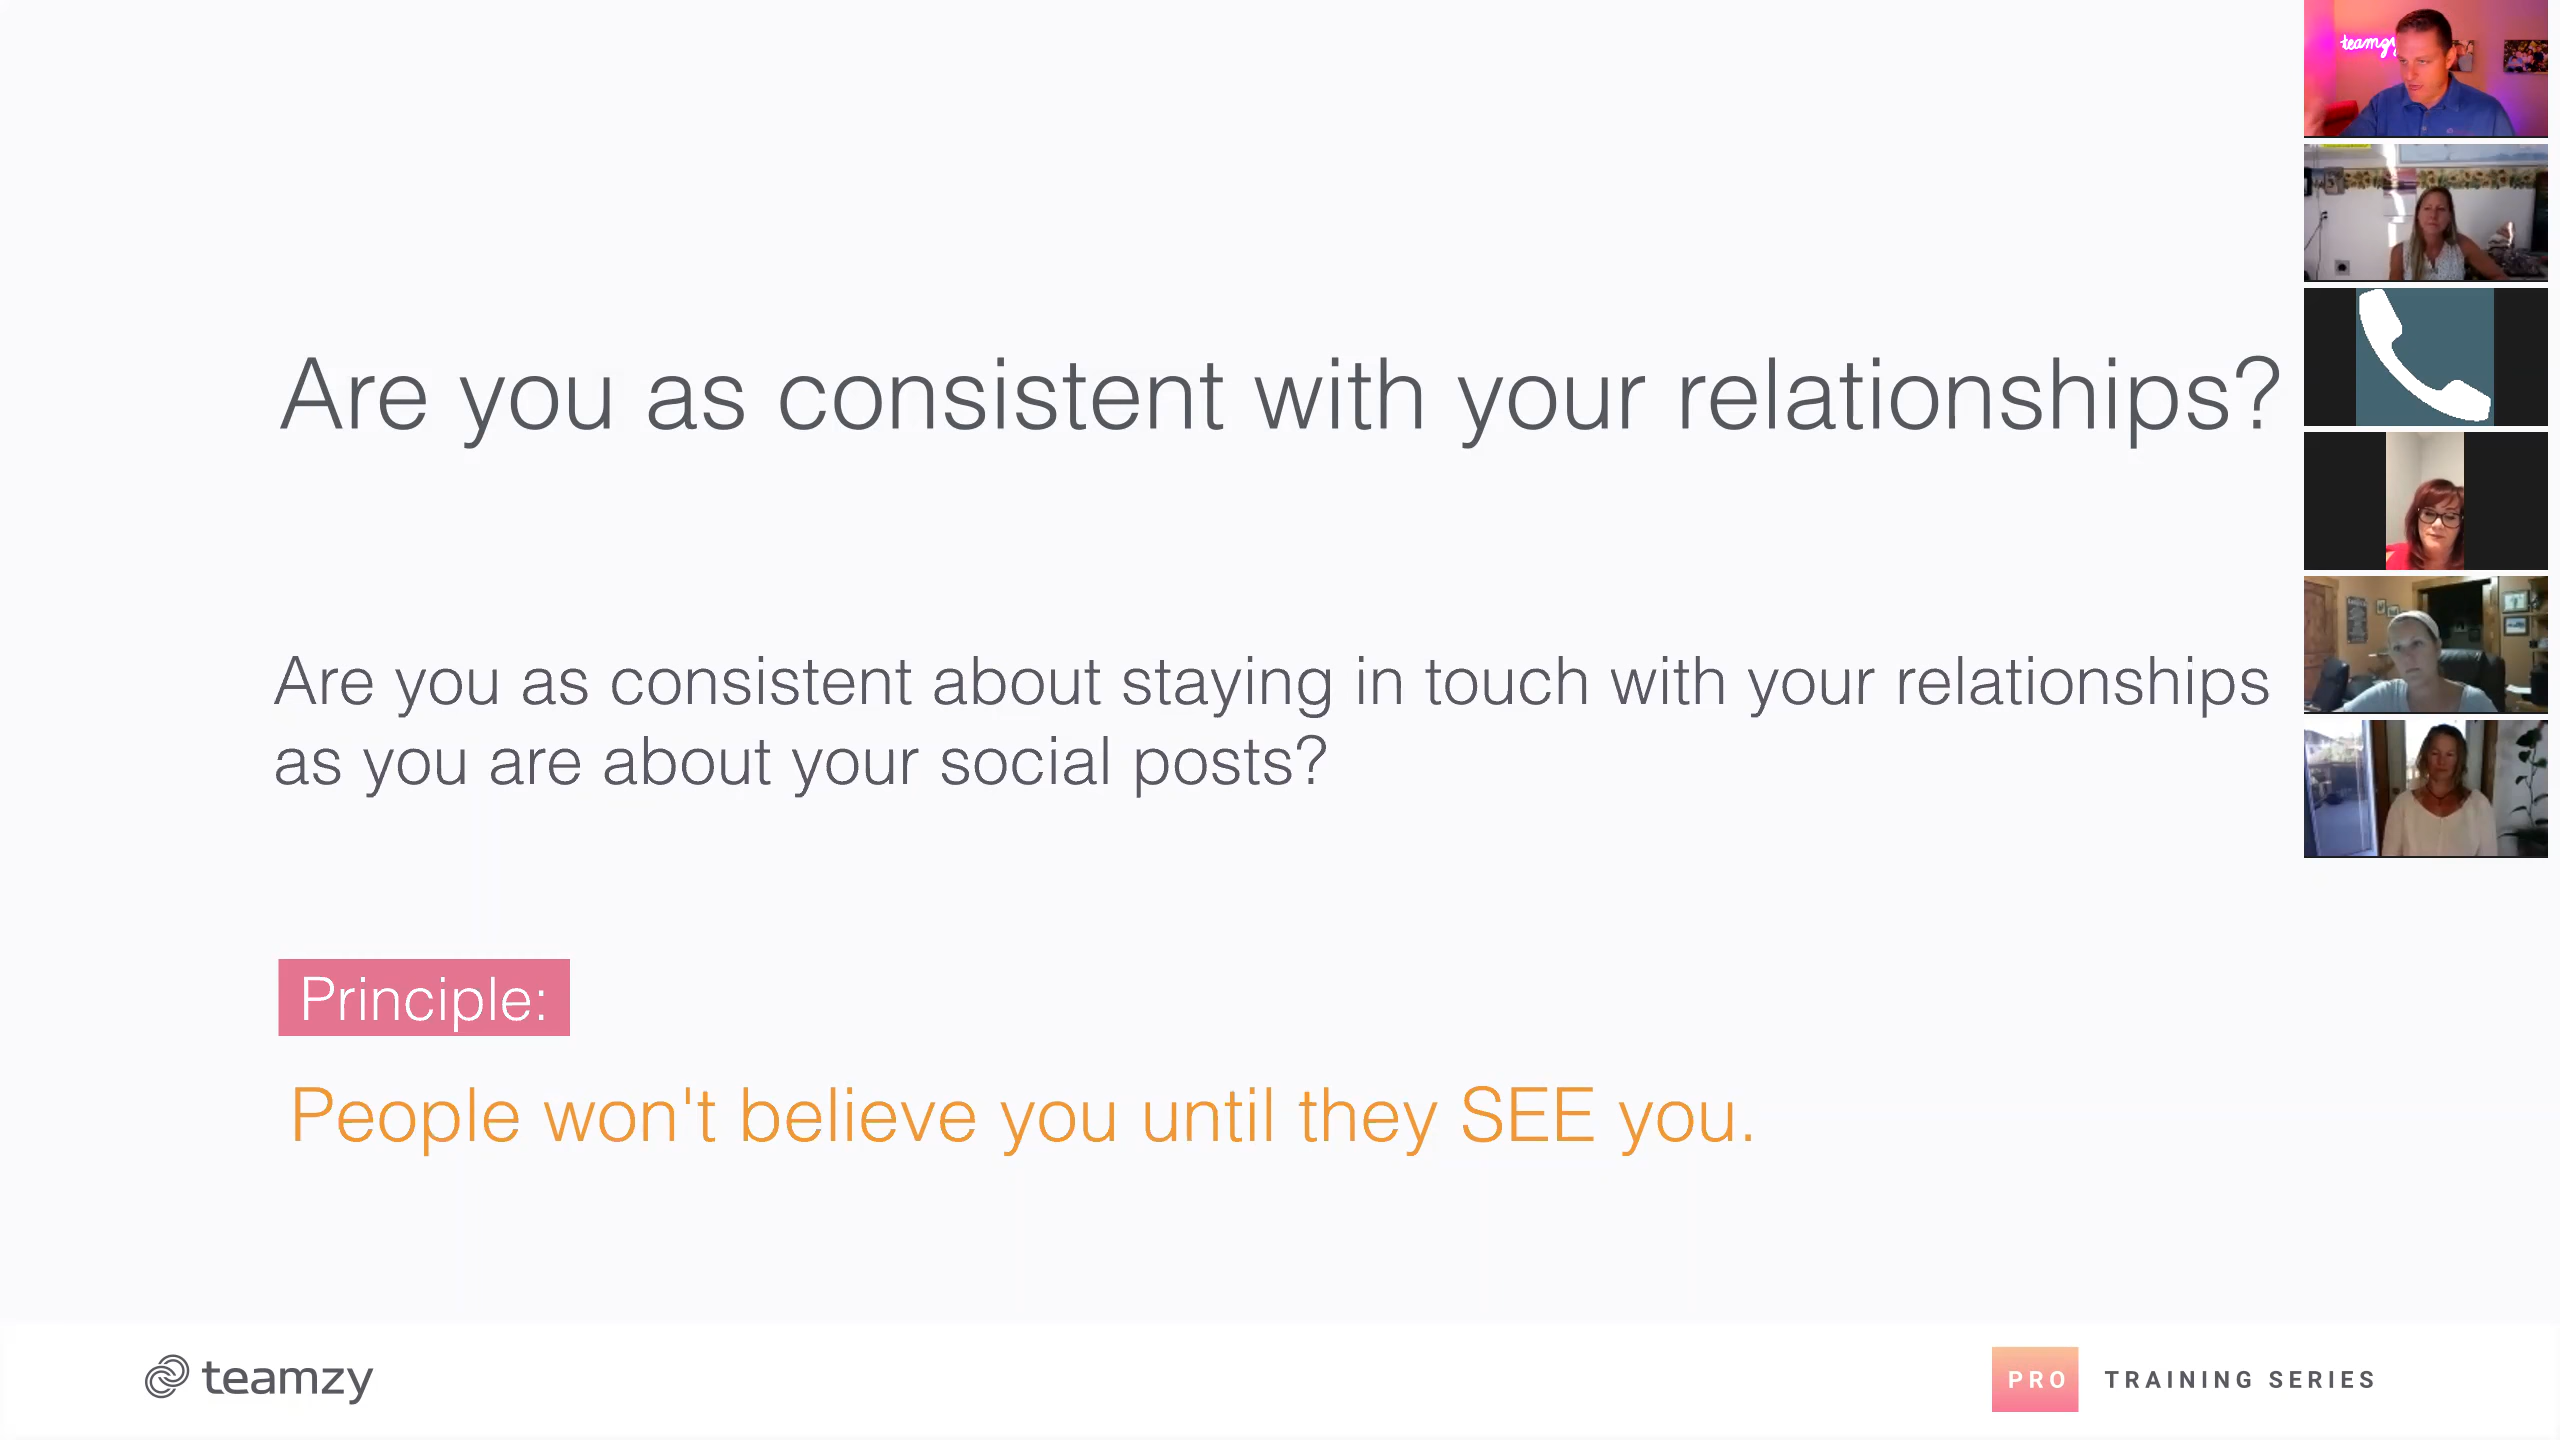 Are you as consistent with your relationships?
Are you as consistent about staying in touch with your relationships
as you are about your social posts?
Principle:
People won't believe you until they SEE you.
teamzy
PRO TRAINING SERIES
teamzy